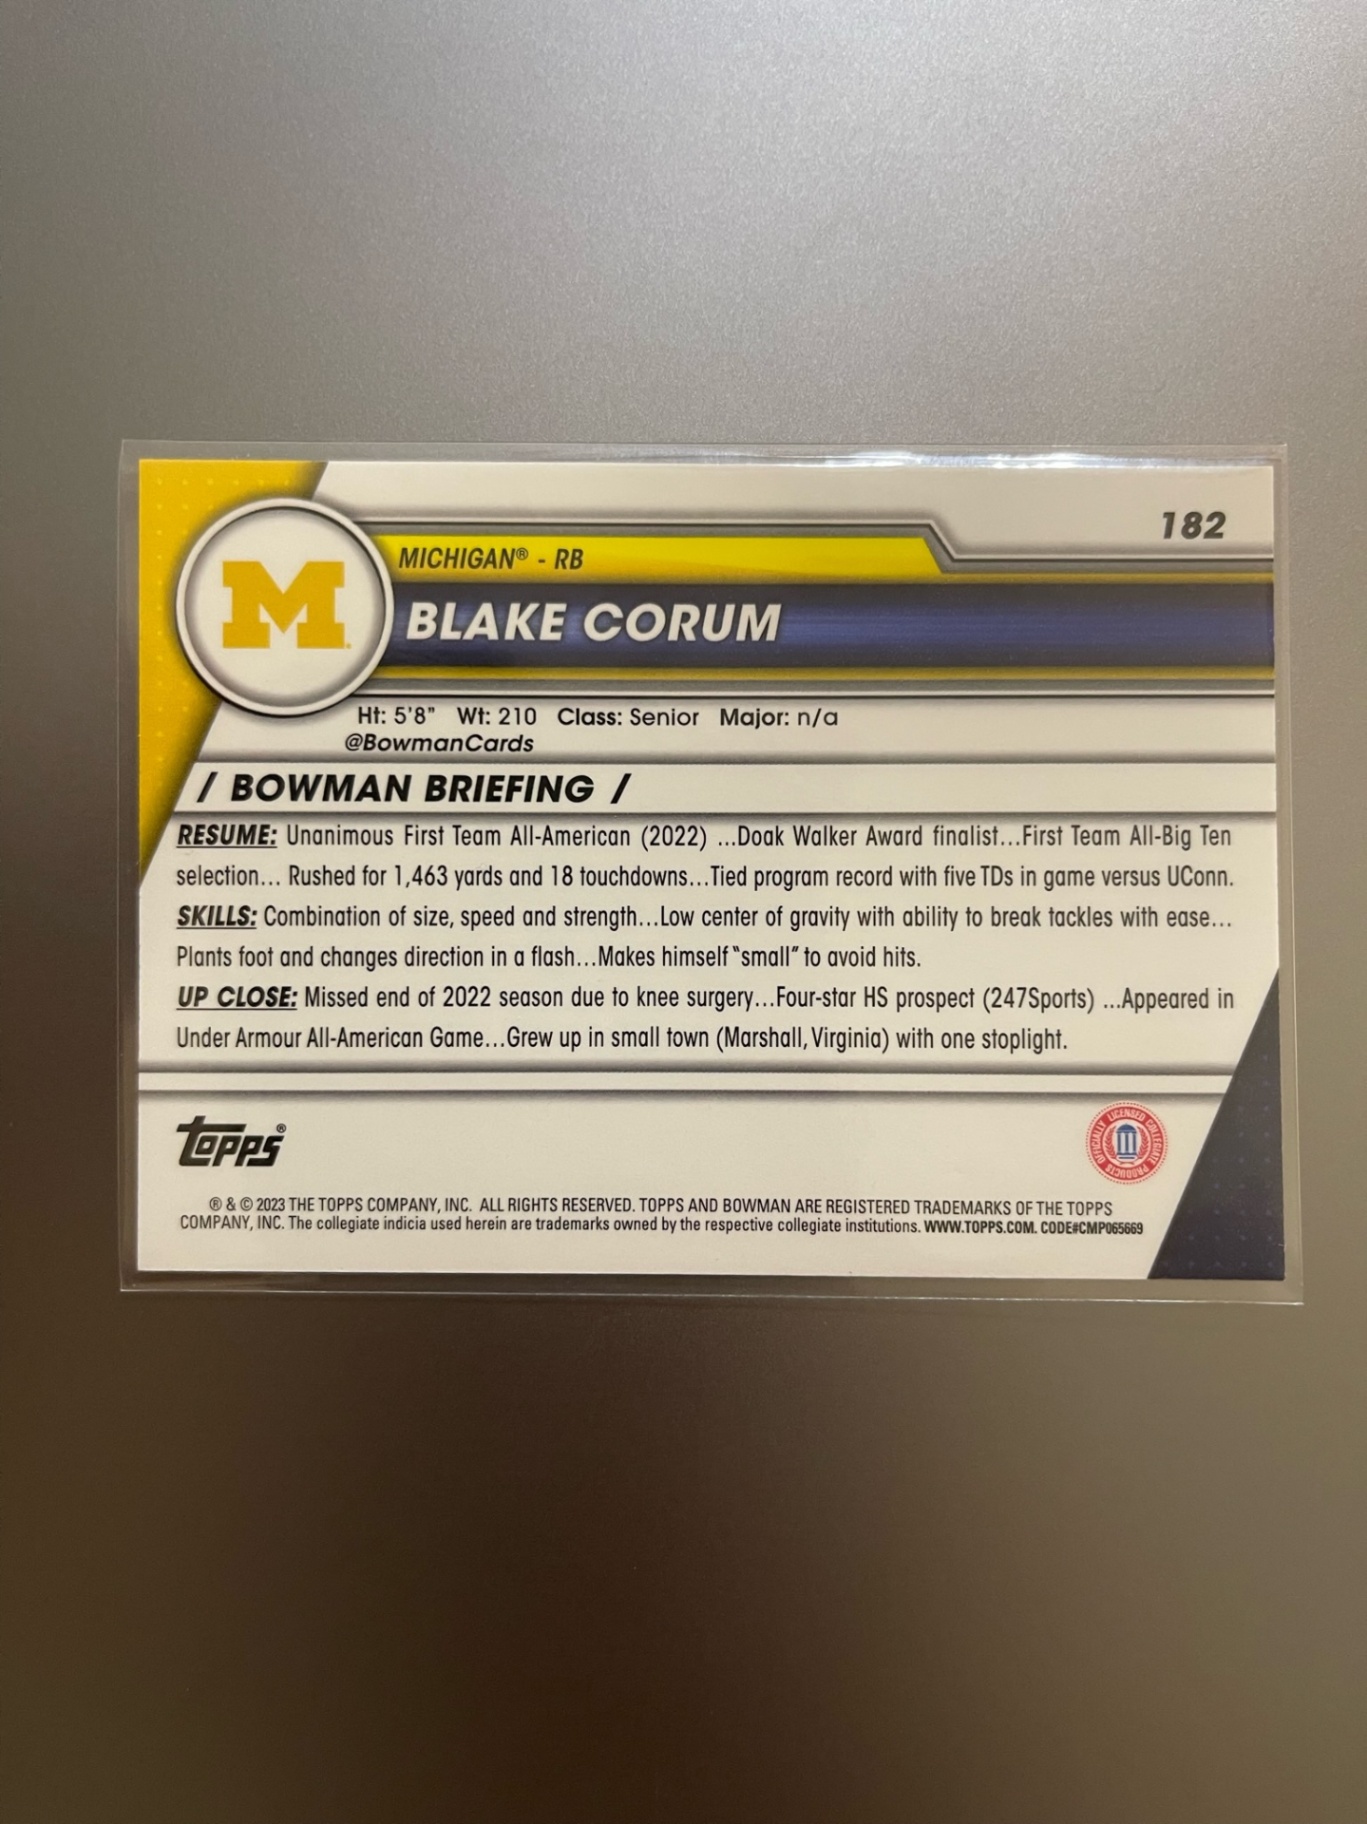 182
MICHIGAN® - RB
M
BLAKE CORUM
Ht: 5'8" Wt: 210 Class: Senior Major: n/a
@BowmanCards
/ BOWMAN BRIEFING /
RESUME: Unanimous First Team All-American (2022) ...Doak Walker Award finalist...First Team All-Big Ten
selection... Rushed for 1,463 yards and 18 touchdowns...Tied program record with five TDs in game versus UConn.
SKILLS: Combination of size, speed and strength...Low center of gravity with ability to break tackles with ease...
Plants foot and changes direction in a flash...Makes himself "small" to avoid hits.
UP CLOSE: Missed end of 2022 season due to knee surgery...Four-star HS prospect (247Sports) ...Appeared in
Under Armour All-American Game...Grew up in small town (Marshall, Virginia) with one stoplight.
topps®
OFFICIALLY LICENSED COLLEGIATE PRODUCTS
® & © 2023 THE TOPPS COMPANY, INC. ALL RIGHTS RESERVED. TOPPS AND BOWMAN ARE REGISTERED TRADEMARKS OF THE TOPPS
COMPANY, INC. The collegiate indicia used herein are trademarks owned by the respective collegiate institutions. WWW.TOPPS.COM. CODE#CMP065669